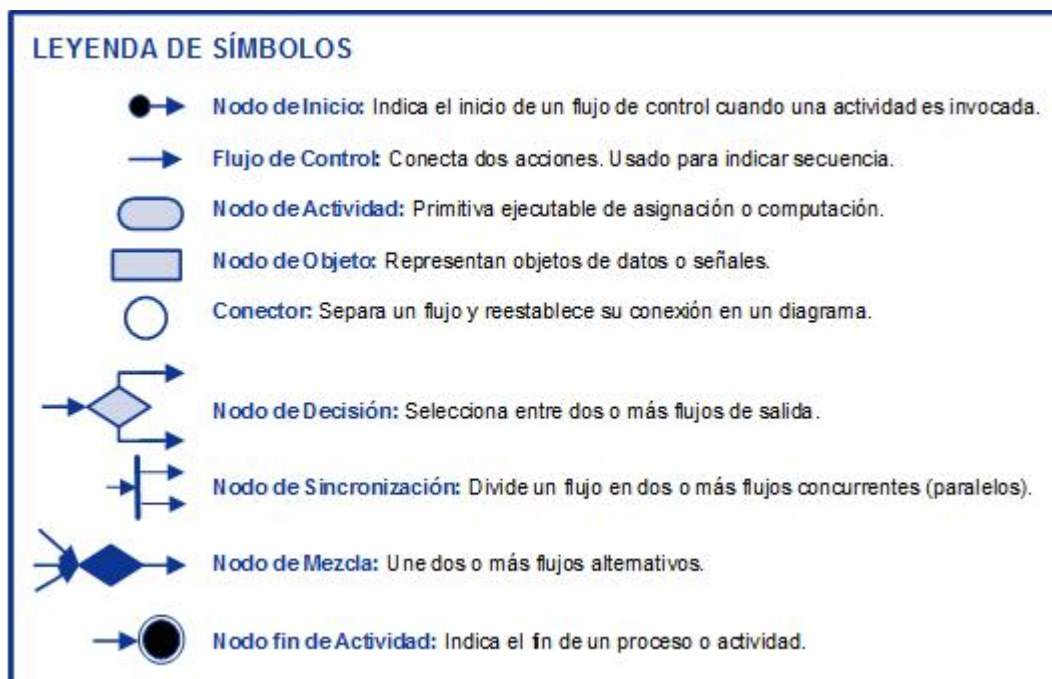 LEYENDA DE SÍMBOLOS
Nodo de Inicio: Indica el inicio de un flujo de control cuando una actividad es invocada.
Flujo de Control: Conecta dos acciones. Usado para indicar secuencia.
Nodo de Actividad: Primitiva ejecutable de asignación o computación.
Nodo de Objeto: Representan objetos de datos o señales.
Conector: Separa un flujo y reestablece su conexión en un diagrama.
Nodo de Decisión: Selecciona entre dos o más flujos de salida.
Nodo de Sincronización: Divide un flujo en dos o más flujos concurrentes (paralelos).
Nodo de Mezcla: Une dos o más flujos alternativos.
Nodo fin de Actividad: Indica el fin de un proceso o actividad.